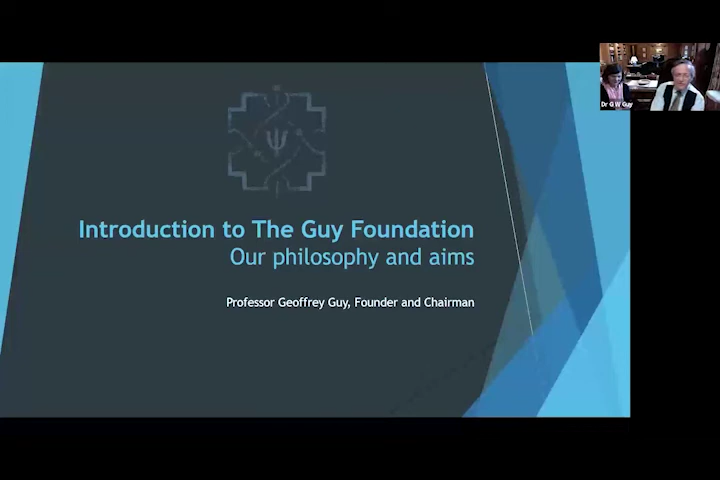 Dr G W Guy
Introduction to The Guy Foundation
Our philosophy and aims
Professor Geoffrey Guy, Founder and Chairman